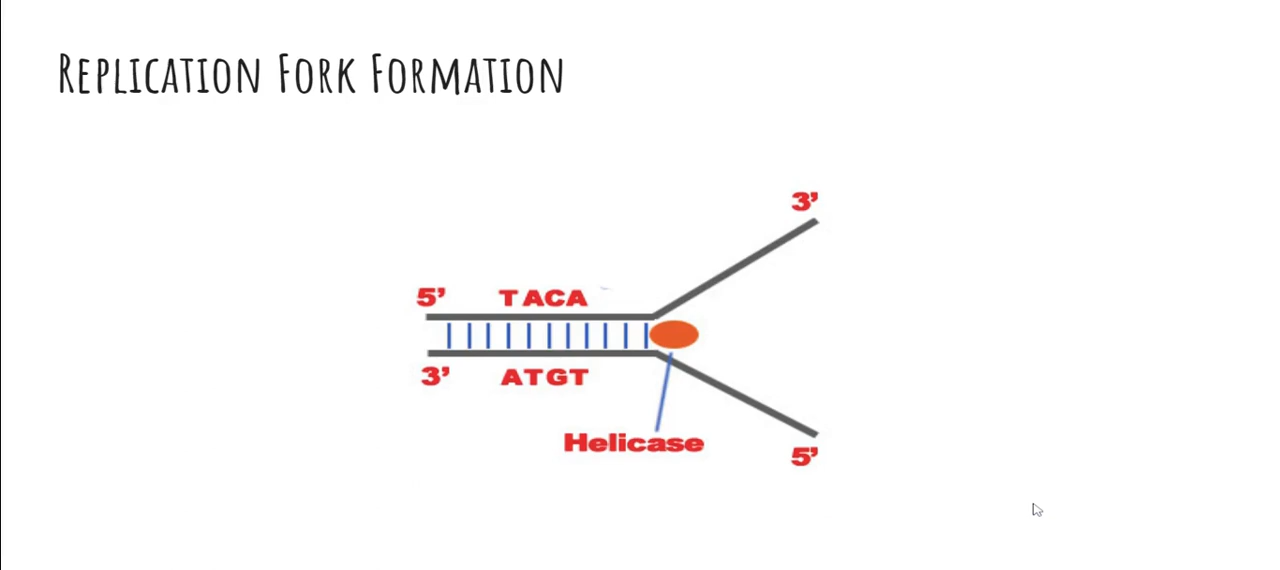 REPLICATION FORK FORMATION
3’
5’ TACA
3’ ATGT
Helicase
5’